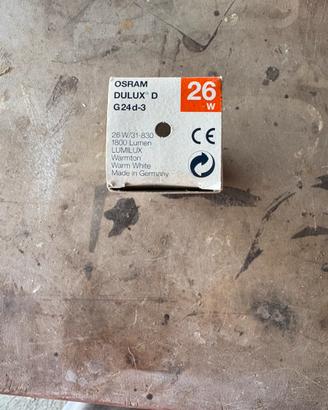 OSRAM
DULUX® D
G24d-3
26
W
26 W/31-830
1800 Lumen
LUMILUX
Warmton
Warm White
Made in Germany
CE